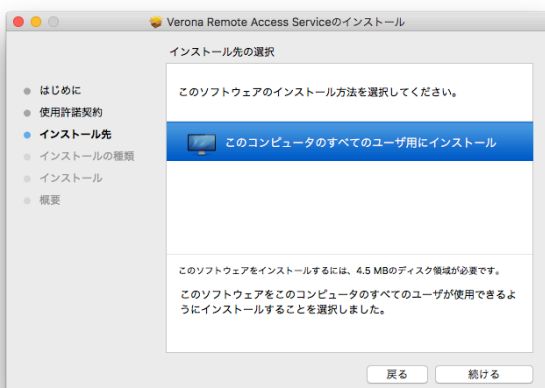 Verona Remote Access Serviceのインストール
インストール先の選択
はじめに
使用許諾契約
インストール先
インストールの種類
インストール
概要
このソフトウェアのインストール方法を選択してください。
このコンピュータのすべてのユーザ用にインストール
このソフトウェアをインストールするには、4.5 MBのディスク領域が必要です。
このソフトウェアをこのコンピュータのすべてのユーザが使用できるよ
うにインストールすることを選択しました。
戻る
続ける